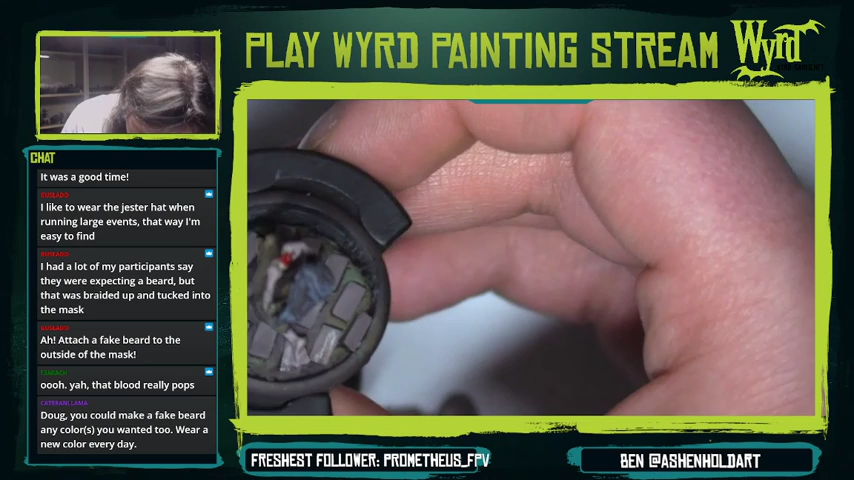 PLAY WYRD PAINTING STREAM
Wyrd
CHAT
It was a good time!
I like to wear the jester hat when
running large events, that way I'm
easy to find
I had a lot of my participants say
they were expecting a beard, but
that was braided up and tucked into
the mask
Ah! Attach a fake beard to the
outside of the mask!
oooh. yah, that blood really pops
CATERANLLAMA
Doug, you could make a fake beard
any color(s) you wanted too. Wear a
new color every day.
FRESHEST FOLLOWER: PROMETHEUS_FPV
BEN @ASHENHOLDART